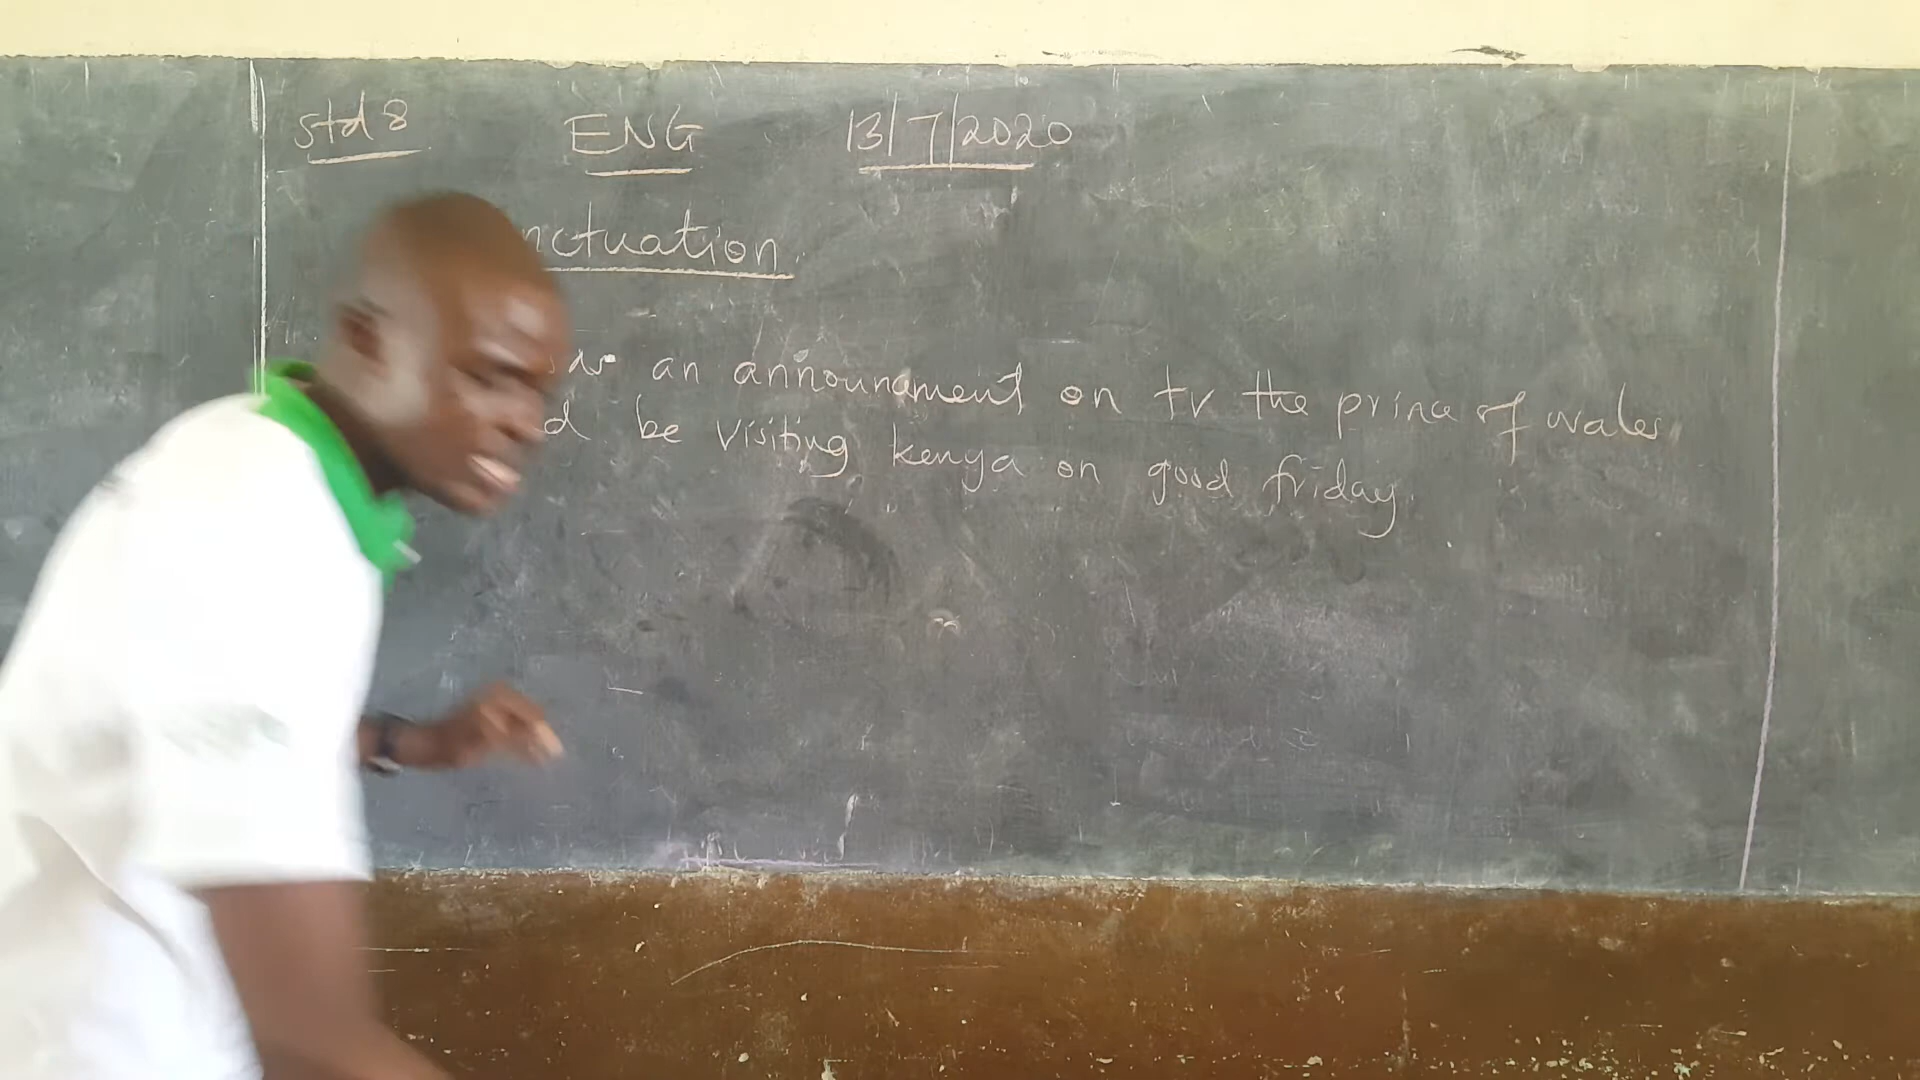 std 8 ENG 13/7/2020
nctuation.
an announcment on tv the prince of wales
d be visiting kenya on good friday.